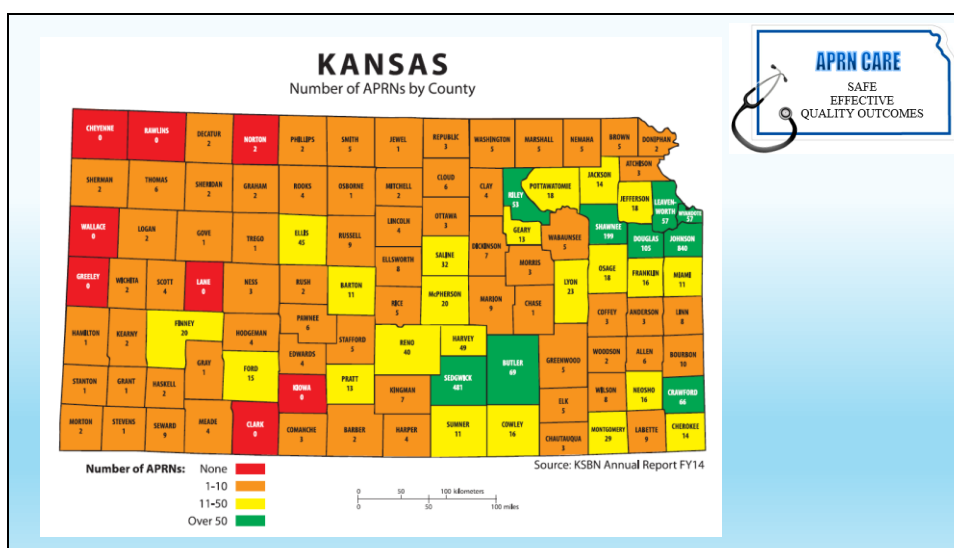 KANSAS
Number of APRNs by County
APRN CARE
SAFE
EFFECTIVE
QUALITY OUTCOMES
CHEYENNE
0
RAWLINS
0
DECATUR
2
NORTON
2
PHILLIPS
2
SMITH
5
JEWEL
1
REPUBLIC
3
WASHINGTON
5
MARSHALL
5
NEMAHA
5
BROWN
5
DONIPHAN
2
ATCHISON
3
SHERMAN
2
THOMAS
6
SHERIDAN
2
GRAHAM
2
ROOKS
4
OSBORNE
1
MITCHELL
2
CLOUD
6
CLAY
4
RILEY
53
POTTAWATOMIE
18
JACKSON
14
JEFFERSON
18
LEAVEN-
WORTH
57
WYANDOTTE
57
WALLACE
0
LOGAN
2
GOVE
1
TREGO
1
ELLIS
45
RUSSELL
9
LINCOLN
4
OTTAWA
3
SALINE
32
DICKINSON
7
GEARY
13
WABAUNSEE
5
SHAWNEE
199
DOUGLAS
105
JOHNSON
840
GREELEY
0
WICHITA
2
SCOTT
4
LANE
0
NESS
3
RUSH
2
BARTON
11
ELLSWORTH
8
RICE
5
McPHERSON
20
MARION
9
MORRIS
3
CHASE
1
LYON
23
OSAGE
18
FRANKLIN
16
MIAMI
11
HAMILTON
1
KEARNY
2
FINNEY
20
HODGEMAN
4
PAWNEE
6
STAFFORD
RENO
40
HARVEY
49
BUTLER
69
GREENWOOD
5
COFFEY
3
ANDERSON
3
LINN
8
STANTON
1
GRANT
1
HASKELL
2
GRAY
1
FORD
15
EDWARDS
4
KIOWA
0
PRATT
KINGMAN
7
SEDGWICK
481
ELK
5
WOODSON
2
ALLEN
6
BOURBON
10
WILSON
8
NEOSHO
16
CRAWFORD
66
MORTON
2
STEVENS
1
SEWARD
9
MEADE
4
CLARK
0
COMANCHE
3
BARBER
2
HARPER
4
SUMNER
11
COWLEY
16
CHAUTAUQUA
3
MONTGOMERY
29
LABETTE
9
CHEROKEE
14
Source: KSBN Annual Report FY14
Number of APRNs: None
1-10
11-50
Over 50
0 50 100 kilometers
0 50 100 miles